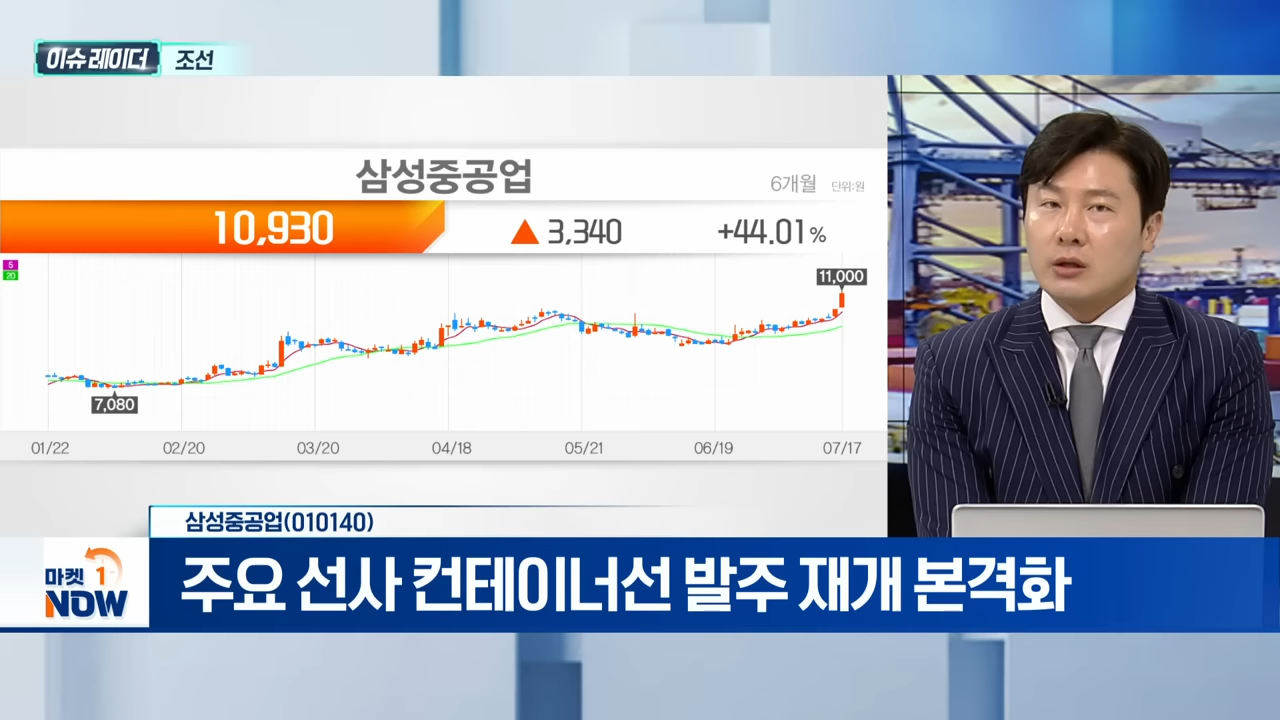 이슈 레이더 조선
삼성중공업
6개월 단위:원
10,930 ▲ 3,340 +44.01%
5
20
11,000
7,080
01/22 02/20 03/20 04/18 05/21 06/19 07/17
삼성중공업(010140)
마켓 1
NOW
주요 선사 컨테이너선 발주 재개 본격화